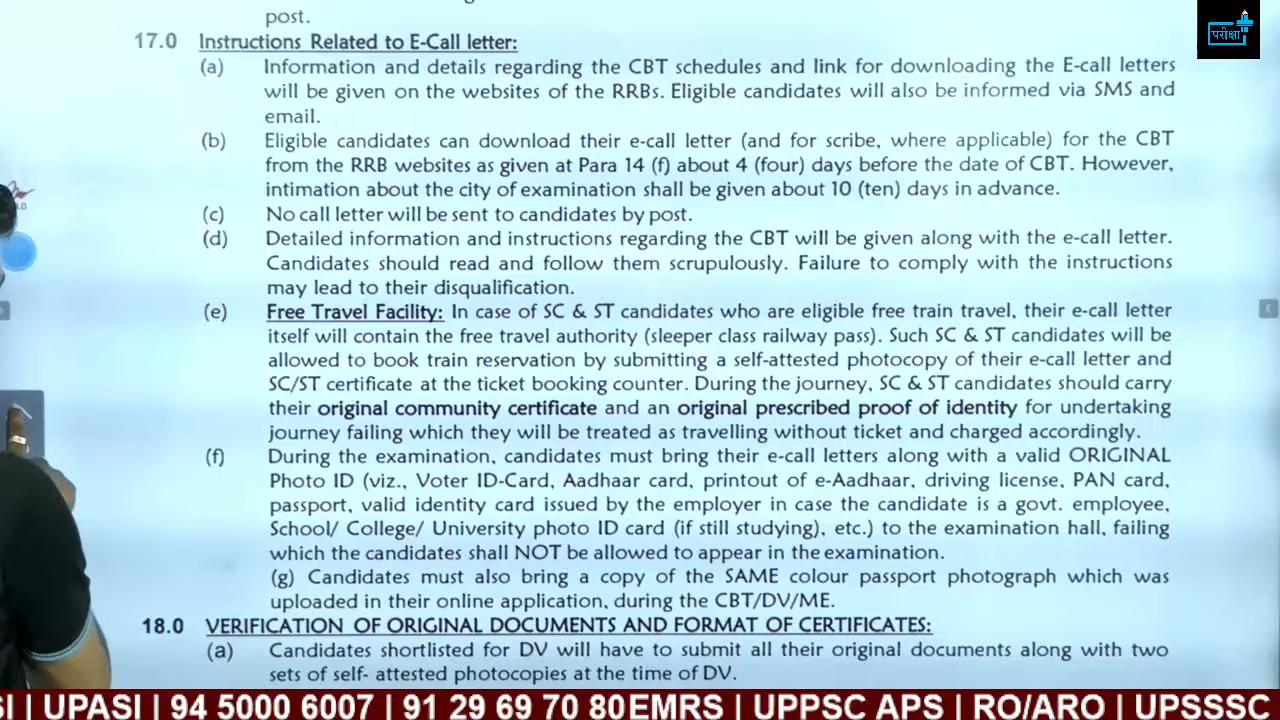 post.
परीक्षा
17.0 Instructions Related to E-Call letter:
(a) Information and details regarding the CBT schedules and link for downloading the E-call letters
will be given on the websites of the RRBs. Eligible candidates will also be informed via SMS and
email.
(b) Eligible candidates can download their e-call letter (and for scribe, where applicable) for the CBT
from the RRB websites as given at Para 14 (f) about 4 (four) days before the date of CBT. However,
intimation about the city of examination shall be given about 10 (ten) days in advance.
(c) No call letter will be sent to candidates by post.
(d) Detailed information and instructions regarding the CBT will be given along with the e-call letter.
Candidates should read and follow them scrupulously. Failure to comply with the instructions
may lead to their disqualification.
(e) Free Travel Facility: In case of SC & ST candidates who are eligible free train travel, their e-call letter
itself will contain the free travel authority (sleeper class railway pass). Such SC & ST candidates will be
allowed to book train reservation by submitting a self-attested photocopy of their e-call letter and
SC/ST certificate at the ticket booking counter. During the journey, SC & ST candidates should carry
their original community certificate and an original prescribed proof of identity for undertaking
journey failing which they will be treated as travelling without ticket and charged accordingly.
(f) During the examination, candidates must bring their e-call letters along with a valid ORIGINAL
Photo ID (viz., Voter ID-Card, Aadhaar card, printout of e-Aadhaar, driving license, PAN card,
passport, valid identity card issued by the employer in case the candidate is a govt. employee,
School/ College/ University photo ID card (if still studying), etc.) to the examination hall, failing
which the candidates shall NOT be allowed to appear in the examination.
(g) Candidates must also bring a copy of the SAME colour passport photograph which was
uploaded in their online application, during the CBT/DV/ME.
18.0 VERIFICATION OF ORIGINAL DOCUMENTS AND FORMAT OF CERTIFICATES:
(a) Candidates shortlisted for DV will have to submit all their original documents along with two
sets of self- attested photocopies at the time of DV.
SI | UPASI | 94 5000 6007 | 91 29 69 70 80 EMRS | UPPSC APS | RO/ARO | UPSSSC